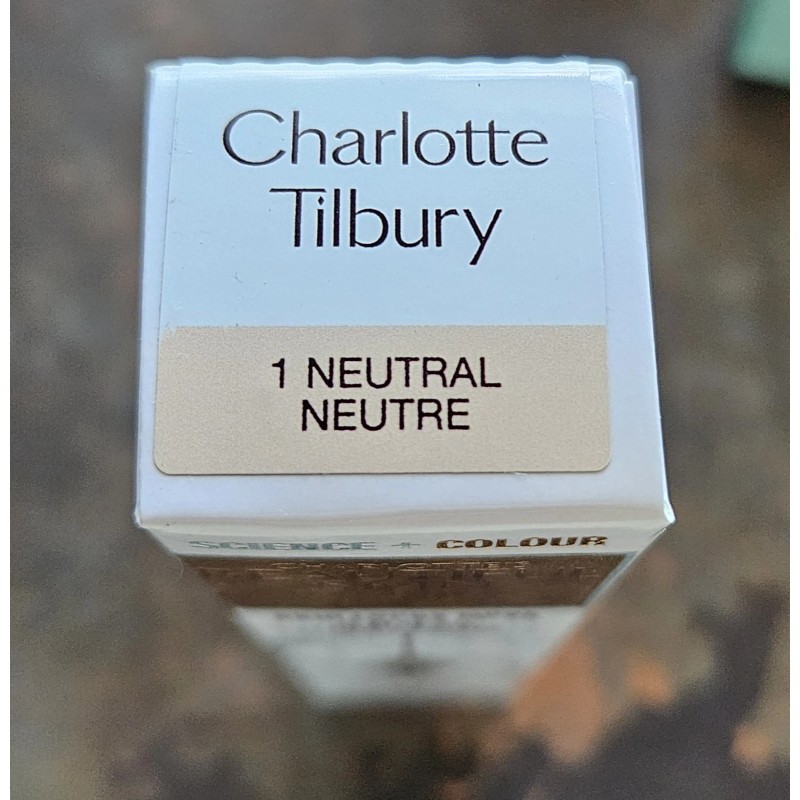 Charlotte
Tilbury
1 NEUTRAL
NEUTRE
SCIENCE + COLOUR